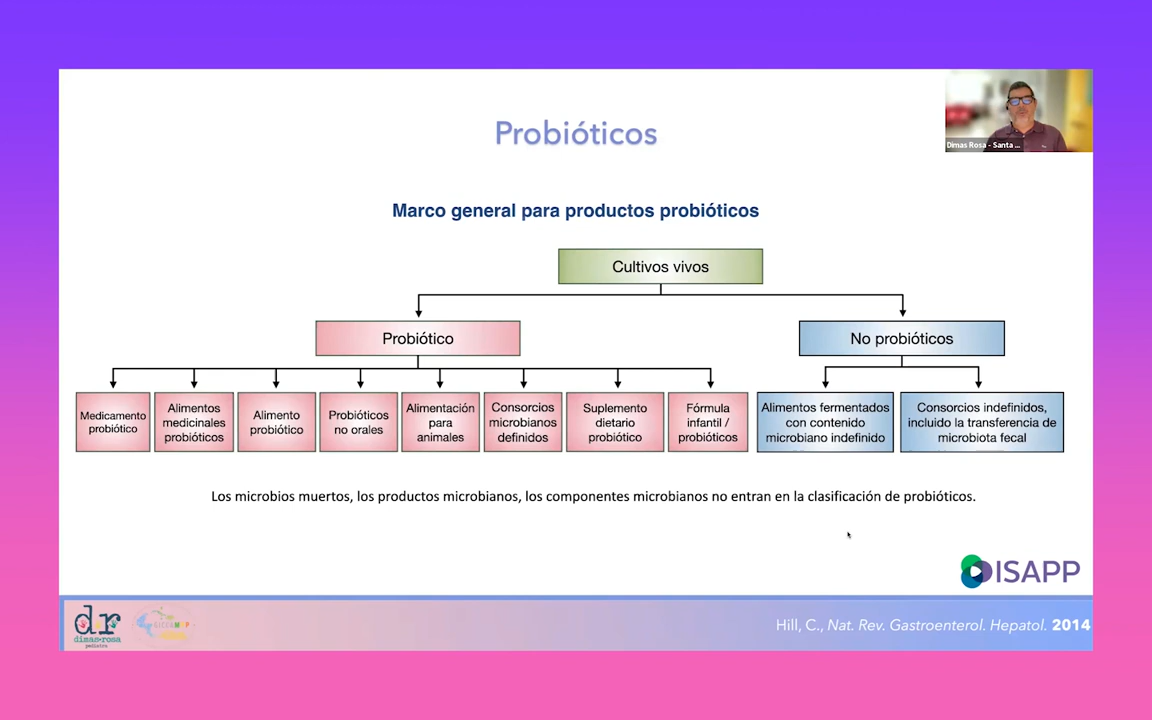 Probióticos
Dimas Rosa - Santa ...
Marco general para productos probióticos
Cultivos vivos
Probiótico
No probióticos
Medicamento
probiótico
Alimentos
medicinales
probióticos
Alimento
probiótico
Probióticos
no orales
Alimentación
para
animales
Consorcios
microbianos
definidos
Suplemento
dietario
probiótico
Fórmula
infantil /
probióticos
Alimentos fermentados
con contenido
microbiano indefinido
Consorcios indefinidos,
incluido la transferencia de
microbiota fecal
Los microbios muertos, los productos microbianos, los componentes microbianos no entran en la clasificación de probióticos.
ISAPP
dr
dimas·rosa
pediatra
Hill, C., Nat. Rev. Gastroenterol. Hepatol. 2014